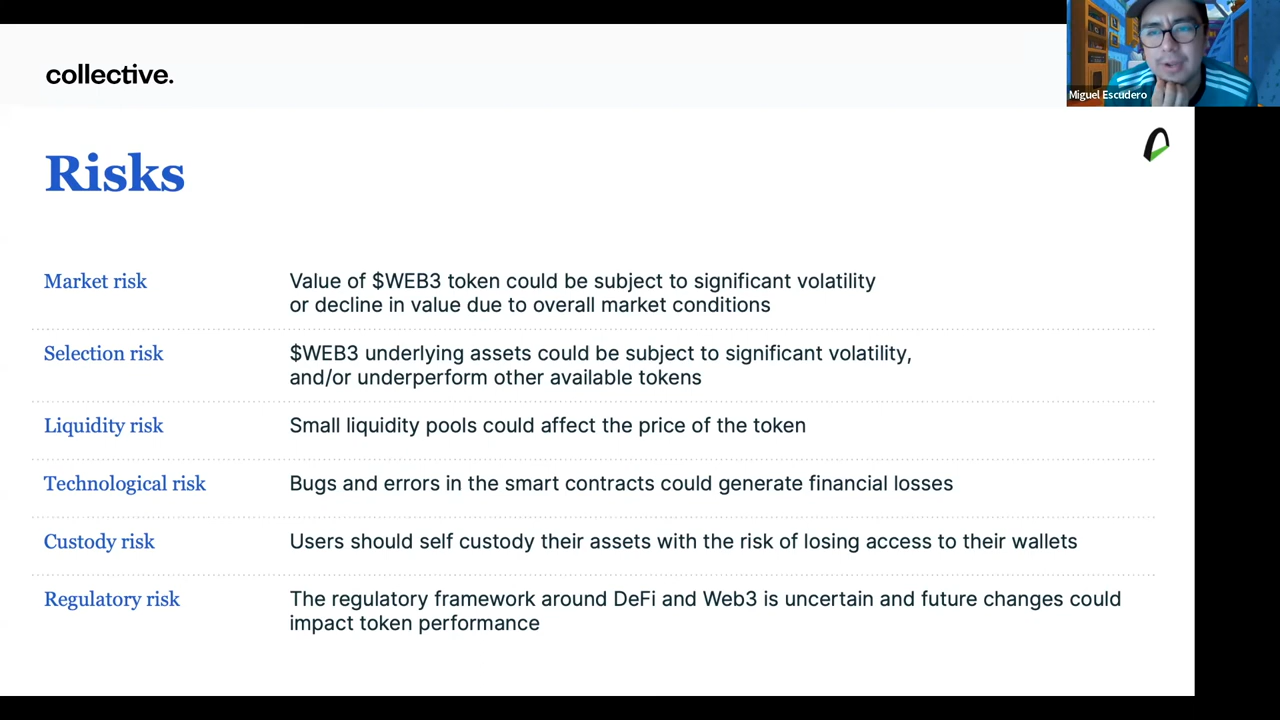 collective.
Miguel Escudero
Risks
Market risk
Value of $WEB3 token could be subject to significant volatility
or decline in value due to overall market conditions
Selection risk
$WEB3 underlying assets could be subject to significant volatility,
and/or underperform other available tokens
Liquidity risk
Small liquidity pools could affect the price of the token
Technological risk
Bugs and errors in the smart contracts could generate financial losses
Custody risk
Users should self custody their assets with the risk of losing access to their wallets
Regulatory risk
The regulatory framework around DeFi and Web3 is uncertain and future changes could
impact token performance